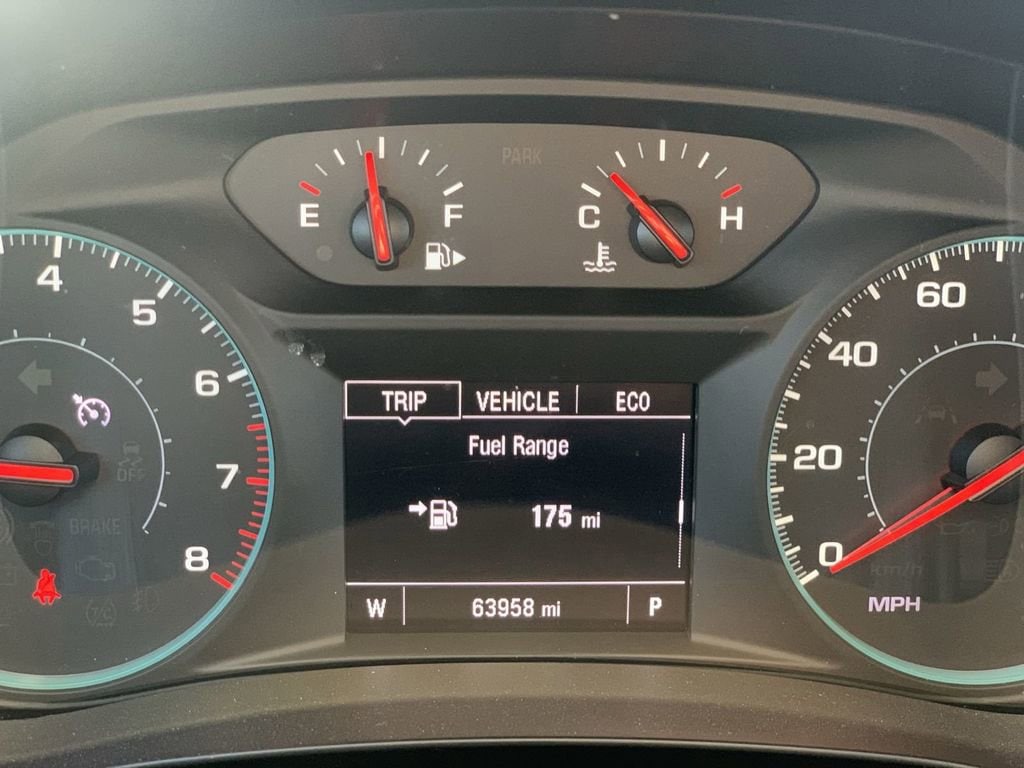 PARK
E F
C H
4
5
6
7
8
OFF
BRAKE
TRIP VEHICLE ECO
Fuel Range
175 mi
W 63958 mi P
60
40
20
0
km/h
MPH